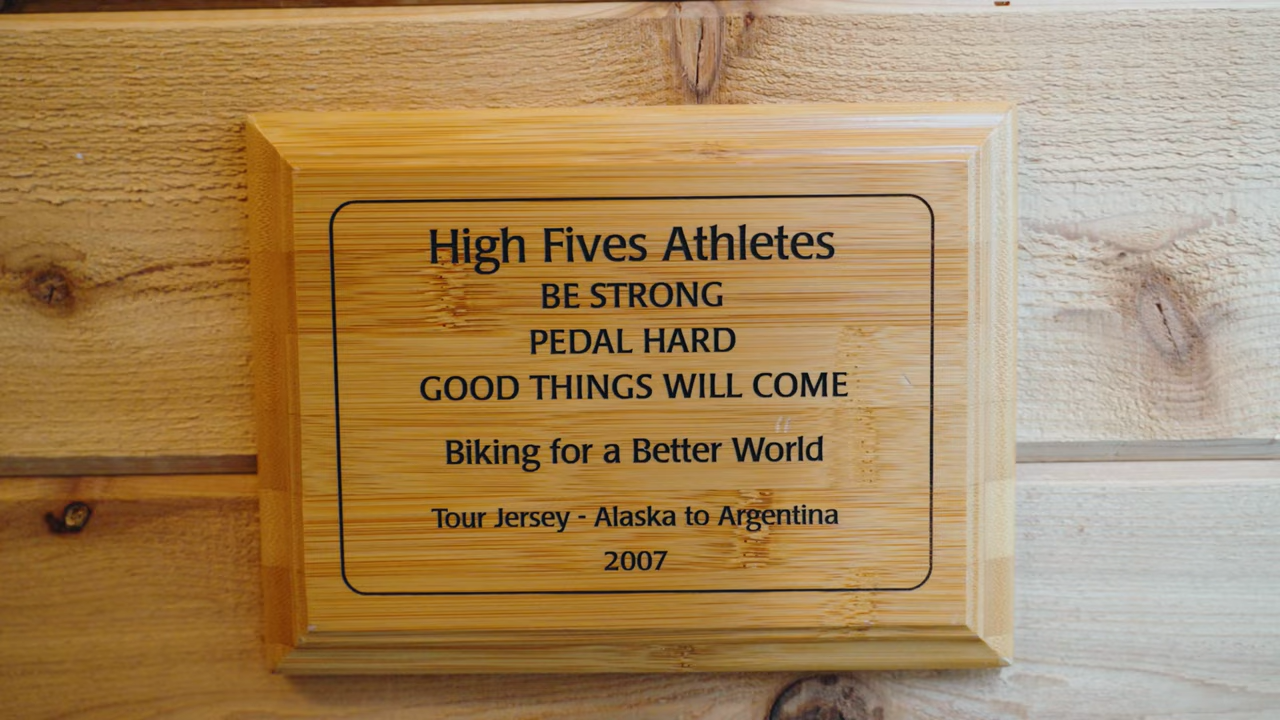 High Fives Athletes
BE STRONG
PEDAL HARD
GOOD THINGS WILL COME
Biking for a Better World
Tour Jersey - Alaska to Argentina
2007